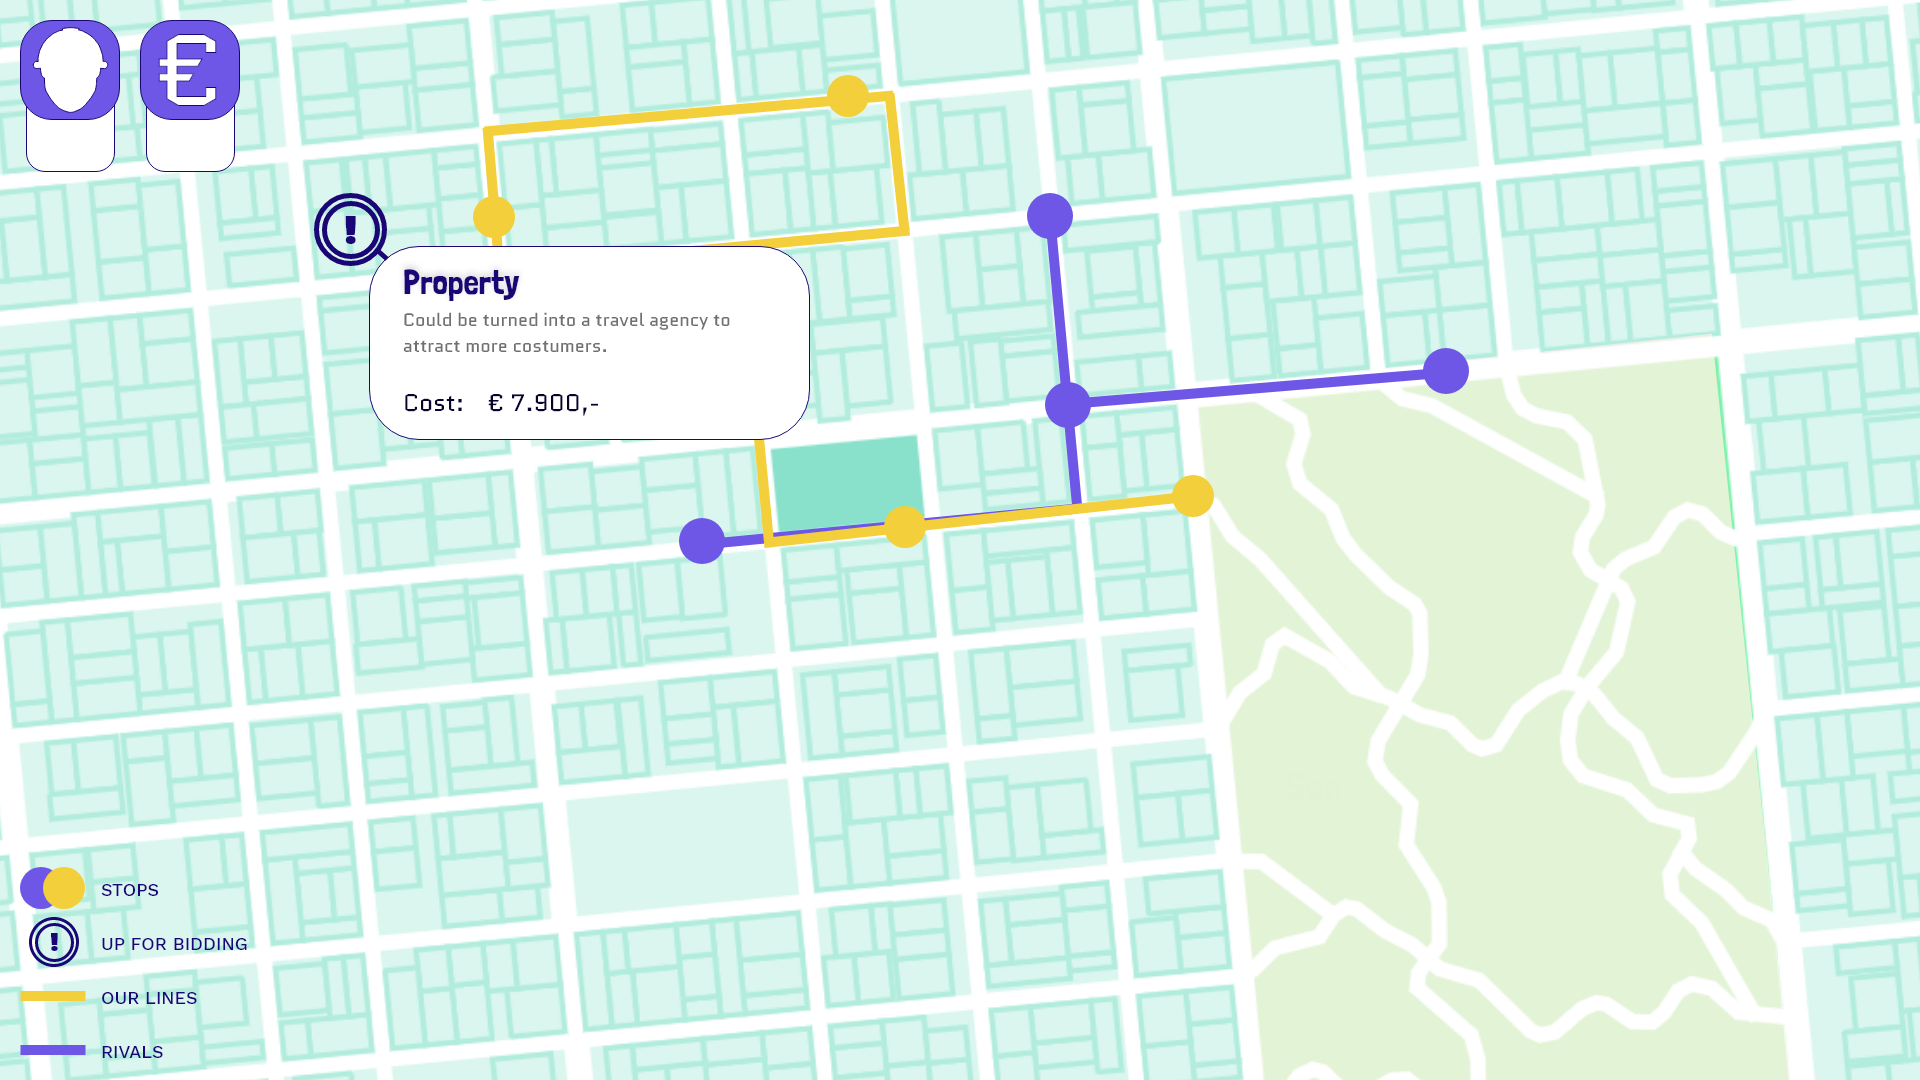 €
!
Property
Could be turned into a travel agency to
attract more costumers.
Cost: € 7.900,-
STOPS
! UP FOR BIDDING
OUR LINES
RIVALS